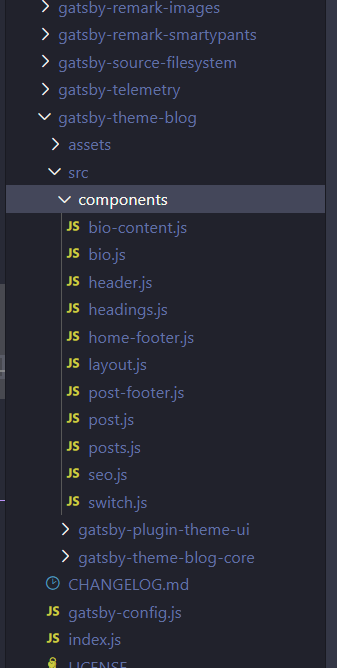 gatsby-remark-images
gatsby-remark-smartypants
gatsby-source-filesystem
gatsby-telemetry
gatsby-theme-blog
assets
src
components
JS bio-content.js
JS bio.js
JS header.js
JS headings.js
JS home-footer.js
JS layout.js
JS post-footer.js
JS post.js
JS posts.js
JS seo.js
JS switch.js
gatsby-plugin-theme-ui
gatsby-theme-blog-core
CHANGELOG.md
JS gatsby-config.js
JS index.js
LICENSE